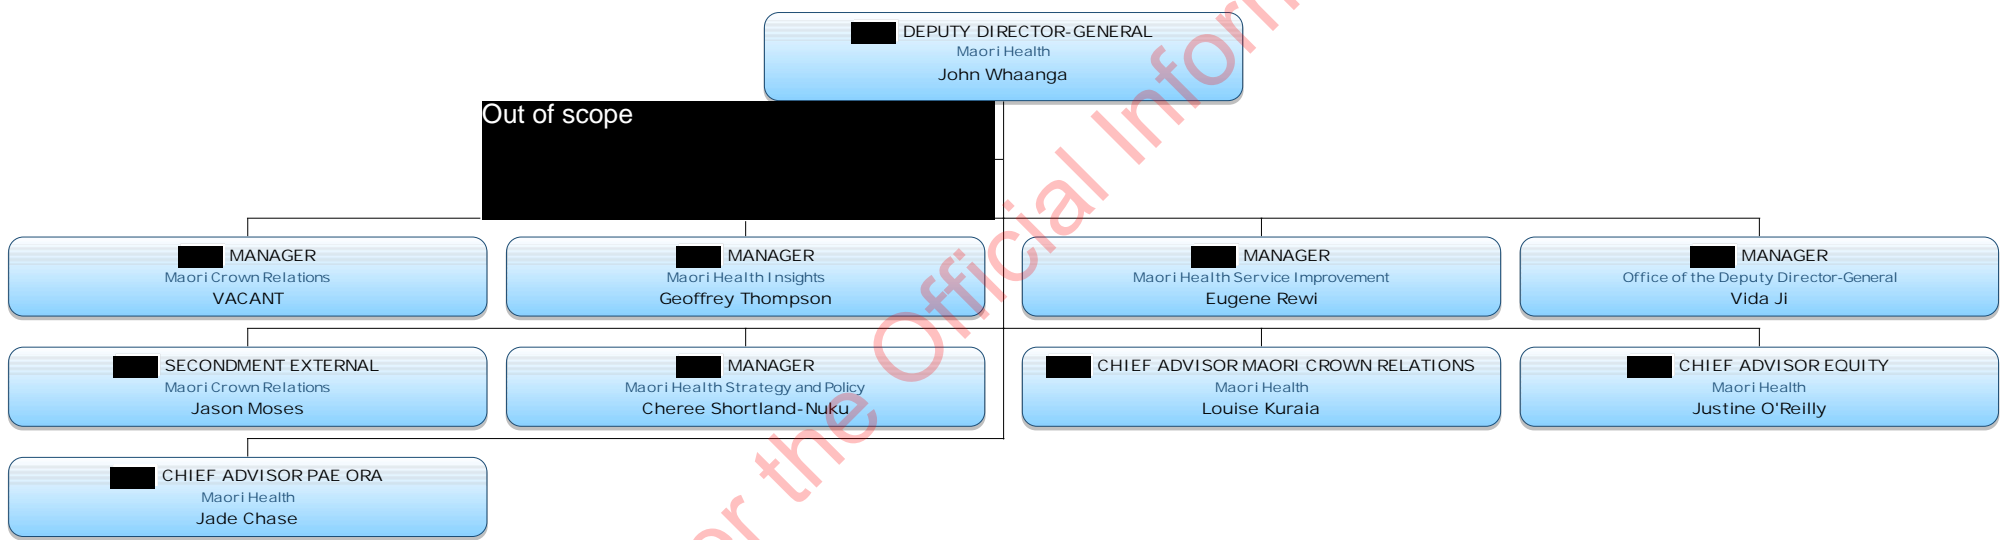 DEPUTY DIRECTOR-GENERAL
Maori Health
John Whaanga
Out of scope
MANAGER
Maori Crown Relations
VACANT
MANAGER
Maori Health Insights
Geoffrey Thompson
MANAGER
Maori Health Service Improvement
Eugene Rewi
MANAGER
Office of the Deputy Director-General
Vida Ji
SECONDMENT EXTERNAL
Maori Crown Relations
Jason Moses
MANAGER
Maori Health Strategy and Policy
Cheree Shortland-Nuku
CHIEF ADVISOR MAORI CROWN RELATIONS
Maori Health
Louise Kuraia
CHIEF ADVISOR EQUITY
Maori Health
Justine O'Reilly
CHIEF ADVISOR PAE ORA
Maori Health
Jade Chase
the Official